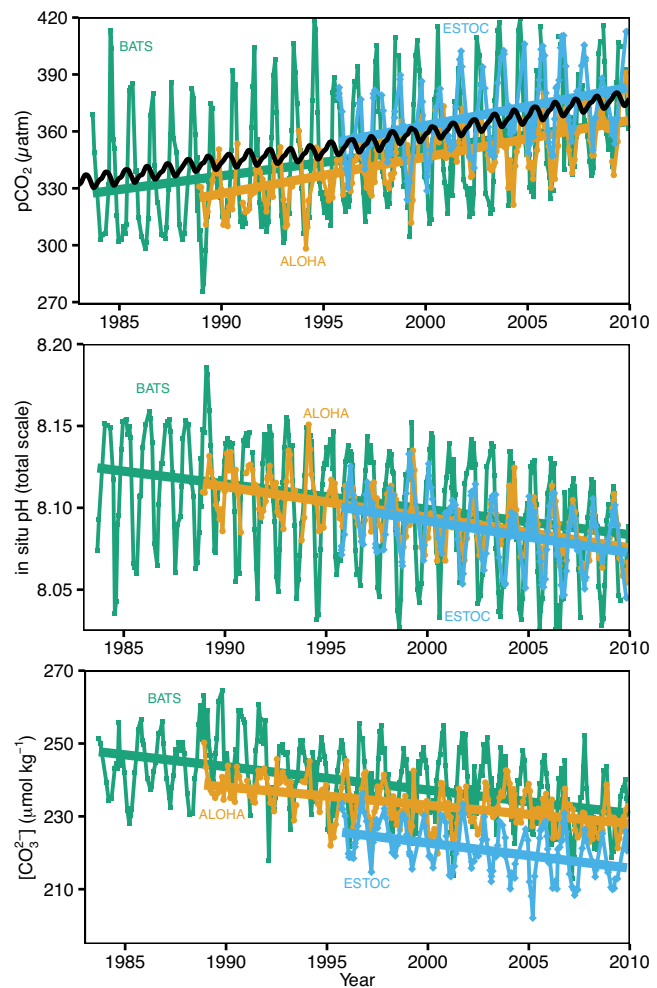 420
390
360
330
300
270
pCO₂ (μatm)
BATS
ESTOC
ALOHA
1985 1990 1995 2000 2005 2010
8.20
8.15
8.10
8.05
in situ pH (total scale)
BATS
ALOHA
ESTOC
1985 1990 1995 2000 2005 2010
270
250
230
210
[CO₃²⁻] (μmol kg⁻¹)
BATS
ALOHA
ESTOC
1985 1990 1995 2000 2005 2010
Year